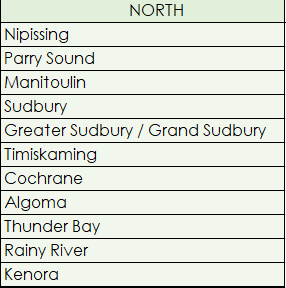 NORTH
Nipissing
Parry Sound
Manitoulin
Sudbury
Greater Sudbury / Grand Sudbury
Timiskaming
Cochrane
Algoma
Thunder Bay
Rainy River
Kenora